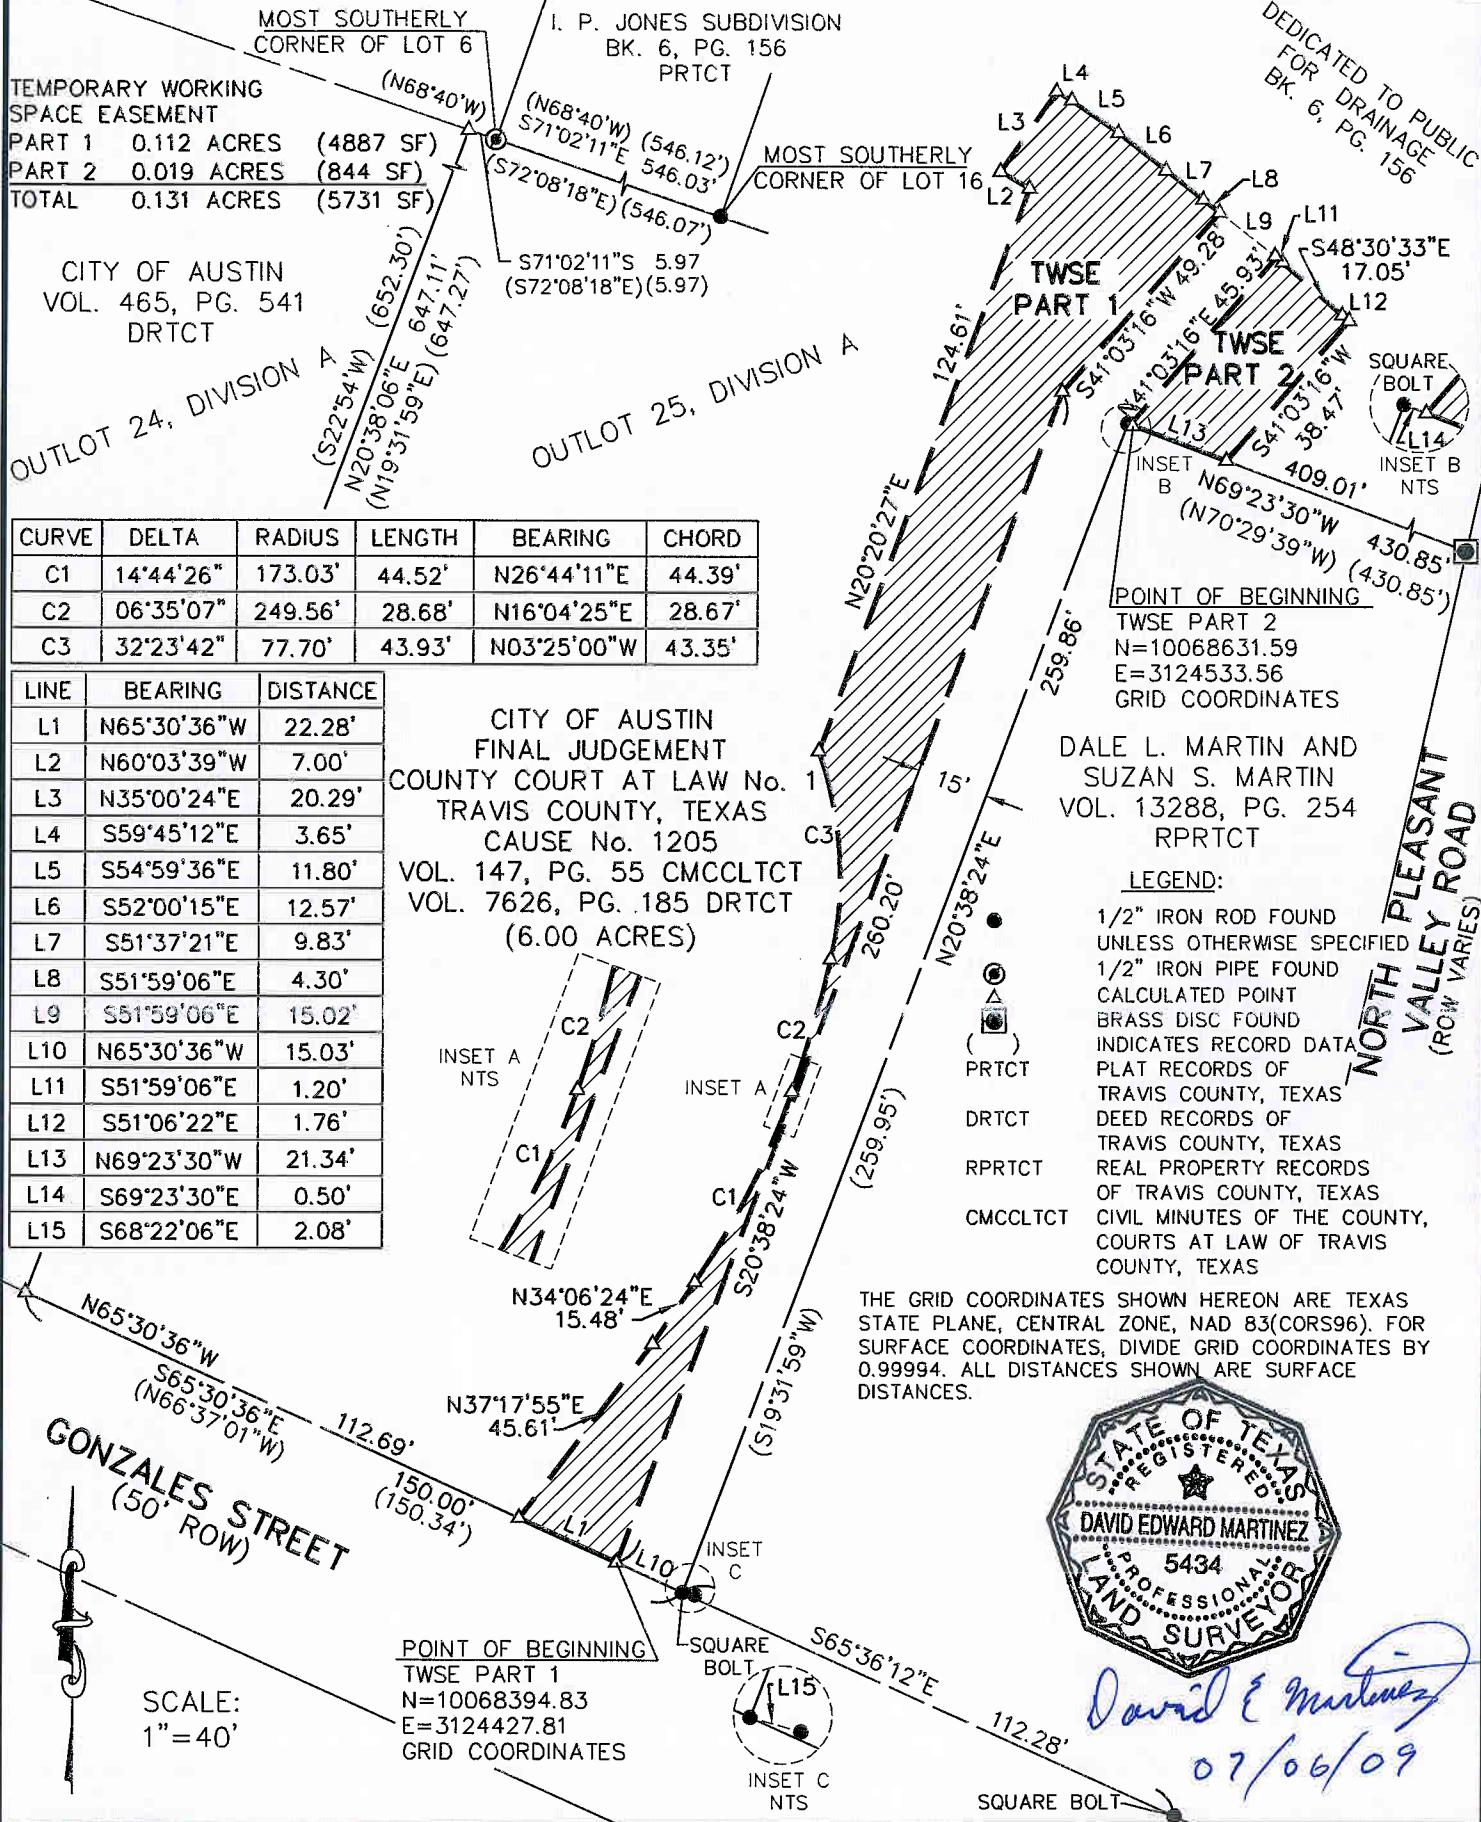 MOST SOUTHERLY
CORNER OF LOT 6
I. P. JONES SUBDIVISION
BK. 6, PG. 156
PRTCT
DEDICATED TO PUBLIC
FOR DRAINAGE
BK. 6, PG. 156
TEMPORARY WORKING
SPACE EASEMENT
PART 1 0.112 ACRES (4887 SF)
PART 2 0.019 ACRES (844 SF)
TOTAL 0.131 ACRES (5731 SF)
(N68°40'W)
(N68°40'W) (546.12')
S71°02'11"E 546.03'
(S72°08'18"E) (546.07')
MOST SOUTHERLY
CORNER OF LOT 16
S71°02'11"S 5.97
(S72°08'18"E)(5.97)
CITY OF AUSTIN
VOL. 465, PG. 541
DRTCT
(S22°54'W) (652.30')
N20°38'06"E 647.11'
(N19°31'59"E) (647.27')
OUTLOT 24, DIVISION A
OUTLOT 25, DIVISION A
L4
L5
L3
L6
L7
L8
L2
L9
L11
S48°30'33"E
17.05'
L12
TWSE
PART 1
S41°03'16"W 49.28'
N41°03'16"E 45.93'
TWSE
PART 2
S41°03'16"W
38.47'
124.61'
N20°20'27"E
SQUARE
BOLT
L14
INSET B
NTS
L13
INSET
B
409.01'
N69°23'30"W 430.85'
(N70°29'39"W) (430.85')
CURVE DELTA RADIUS LENGTH BEARING CHORD
C1 14°44'26" 173.03' 44.52' N26°44'11"E 44.39'
C2 06°35'07" 249.56' 28.68' N16°04'25"E 28.67'
C3 32°23'42" 77.70' 43.93' N03°25'00"W 43.35'
POINT OF BEGINNING
TWSE PART 2
N=10068631.59
E=3124533.56
GRID COORDINATES
LINE BEARING DISTANCE
L1 N65°30'36"W 22.28'
L2 N60°03'39"W 7.00'
L3 N35°00'24"E 20.29'
L4 S59°45'12"E 3.65'
L5 S54°59'36"E 11.80'
L6 S52°00'15"E 12.57'
L7 S51°37'21"E 9.83'
L8 S51°59'06"E 4.30'
L9 S51°59'06"E 15.02'
L10 N65°30'36"W 15.03'
L11 S51°59'06"E 1.20'
L12 S51°06'22"E 1.76'
L13 N69°23'30"W 21.34'
L14 S69°23'30"E 0.50'
L15 S68°22'06"E 2.08'
CITY OF AUSTIN
FINAL JUDGEMENT
COUNTY COURT AT LAW No. 1
TRAVIS COUNTY, TEXAS
CAUSE No. 1205
VOL. 147, PG. 55 CMCCLTCT
VOL. 7626, PG. 185 DRTCT
(6.00 ACRES)
259.86'
15'
C3
260.20'
N20°38'24"E
DALE L. MARTIN AND
SUZAN S. MARTIN
VOL. 13288, PG. 254
RPRTCT
NORTH PLEASANT
VALLEY ROAD
(ROW VARIES)
LEGEND:
1/2" IRON ROD FOUND
UNLESS OTHERWISE SPECIFIED
1/2" IRON PIPE FOUND
CALCULATED POINT
BRASS DISC FOUND
( ) INDICATES RECORD DATA
PRTCT PLAT RECORDS OF
TRAVIS COUNTY, TEXAS
DRTCT DEED RECORDS OF
TRAVIS COUNTY, TEXAS
RPRTCT REAL PROPERTY RECORDS
OF TRAVIS COUNTY, TEXAS
CMCCLTCT CIVIL MINUTES OF THE COUNTY,
COURTS AT LAW OF TRAVIS
COUNTY, TEXAS
C2
INSET A
NTS
C1
C2
INSET A
C1
(259.95')
S20°38'24"W
(S19°31'59"W)
N34°06'24"E
15.48'
N37°17'55"E
45.61'
THE GRID COORDINATES SHOWN HEREON ARE TEXAS
STATE PLANE, CENTRAL ZONE, NAD 83(CORS96). FOR
SURFACE COORDINATES, DIVIDE GRID COORDINATES BY
0.99994. ALL DISTANCES SHOWN ARE SURFACE
DISTANCES.
N65°30'36"W
S65°30'36"E
(N66°37'01"W)
112.69'
150.00'
(150.34')
GONZALES STREET
(50' ROW)
L1
L10
INSET
C
STATE OF TEXAS
REGISTERED
DAVID EDWARD MARTINEZ
5434
PROFESSIONAL
LAND SURVEYOR
SCALE:
1"=40'
POINT OF BEGINNING
TWSE PART 1
N=10068394.83
E=3124427.81
GRID COORDINATES
SQUARE
BOLT
L15
INSET C
NTS
S65°36'12"E
112.28'
SQUARE BOLT
David E Martinez
07/06/09